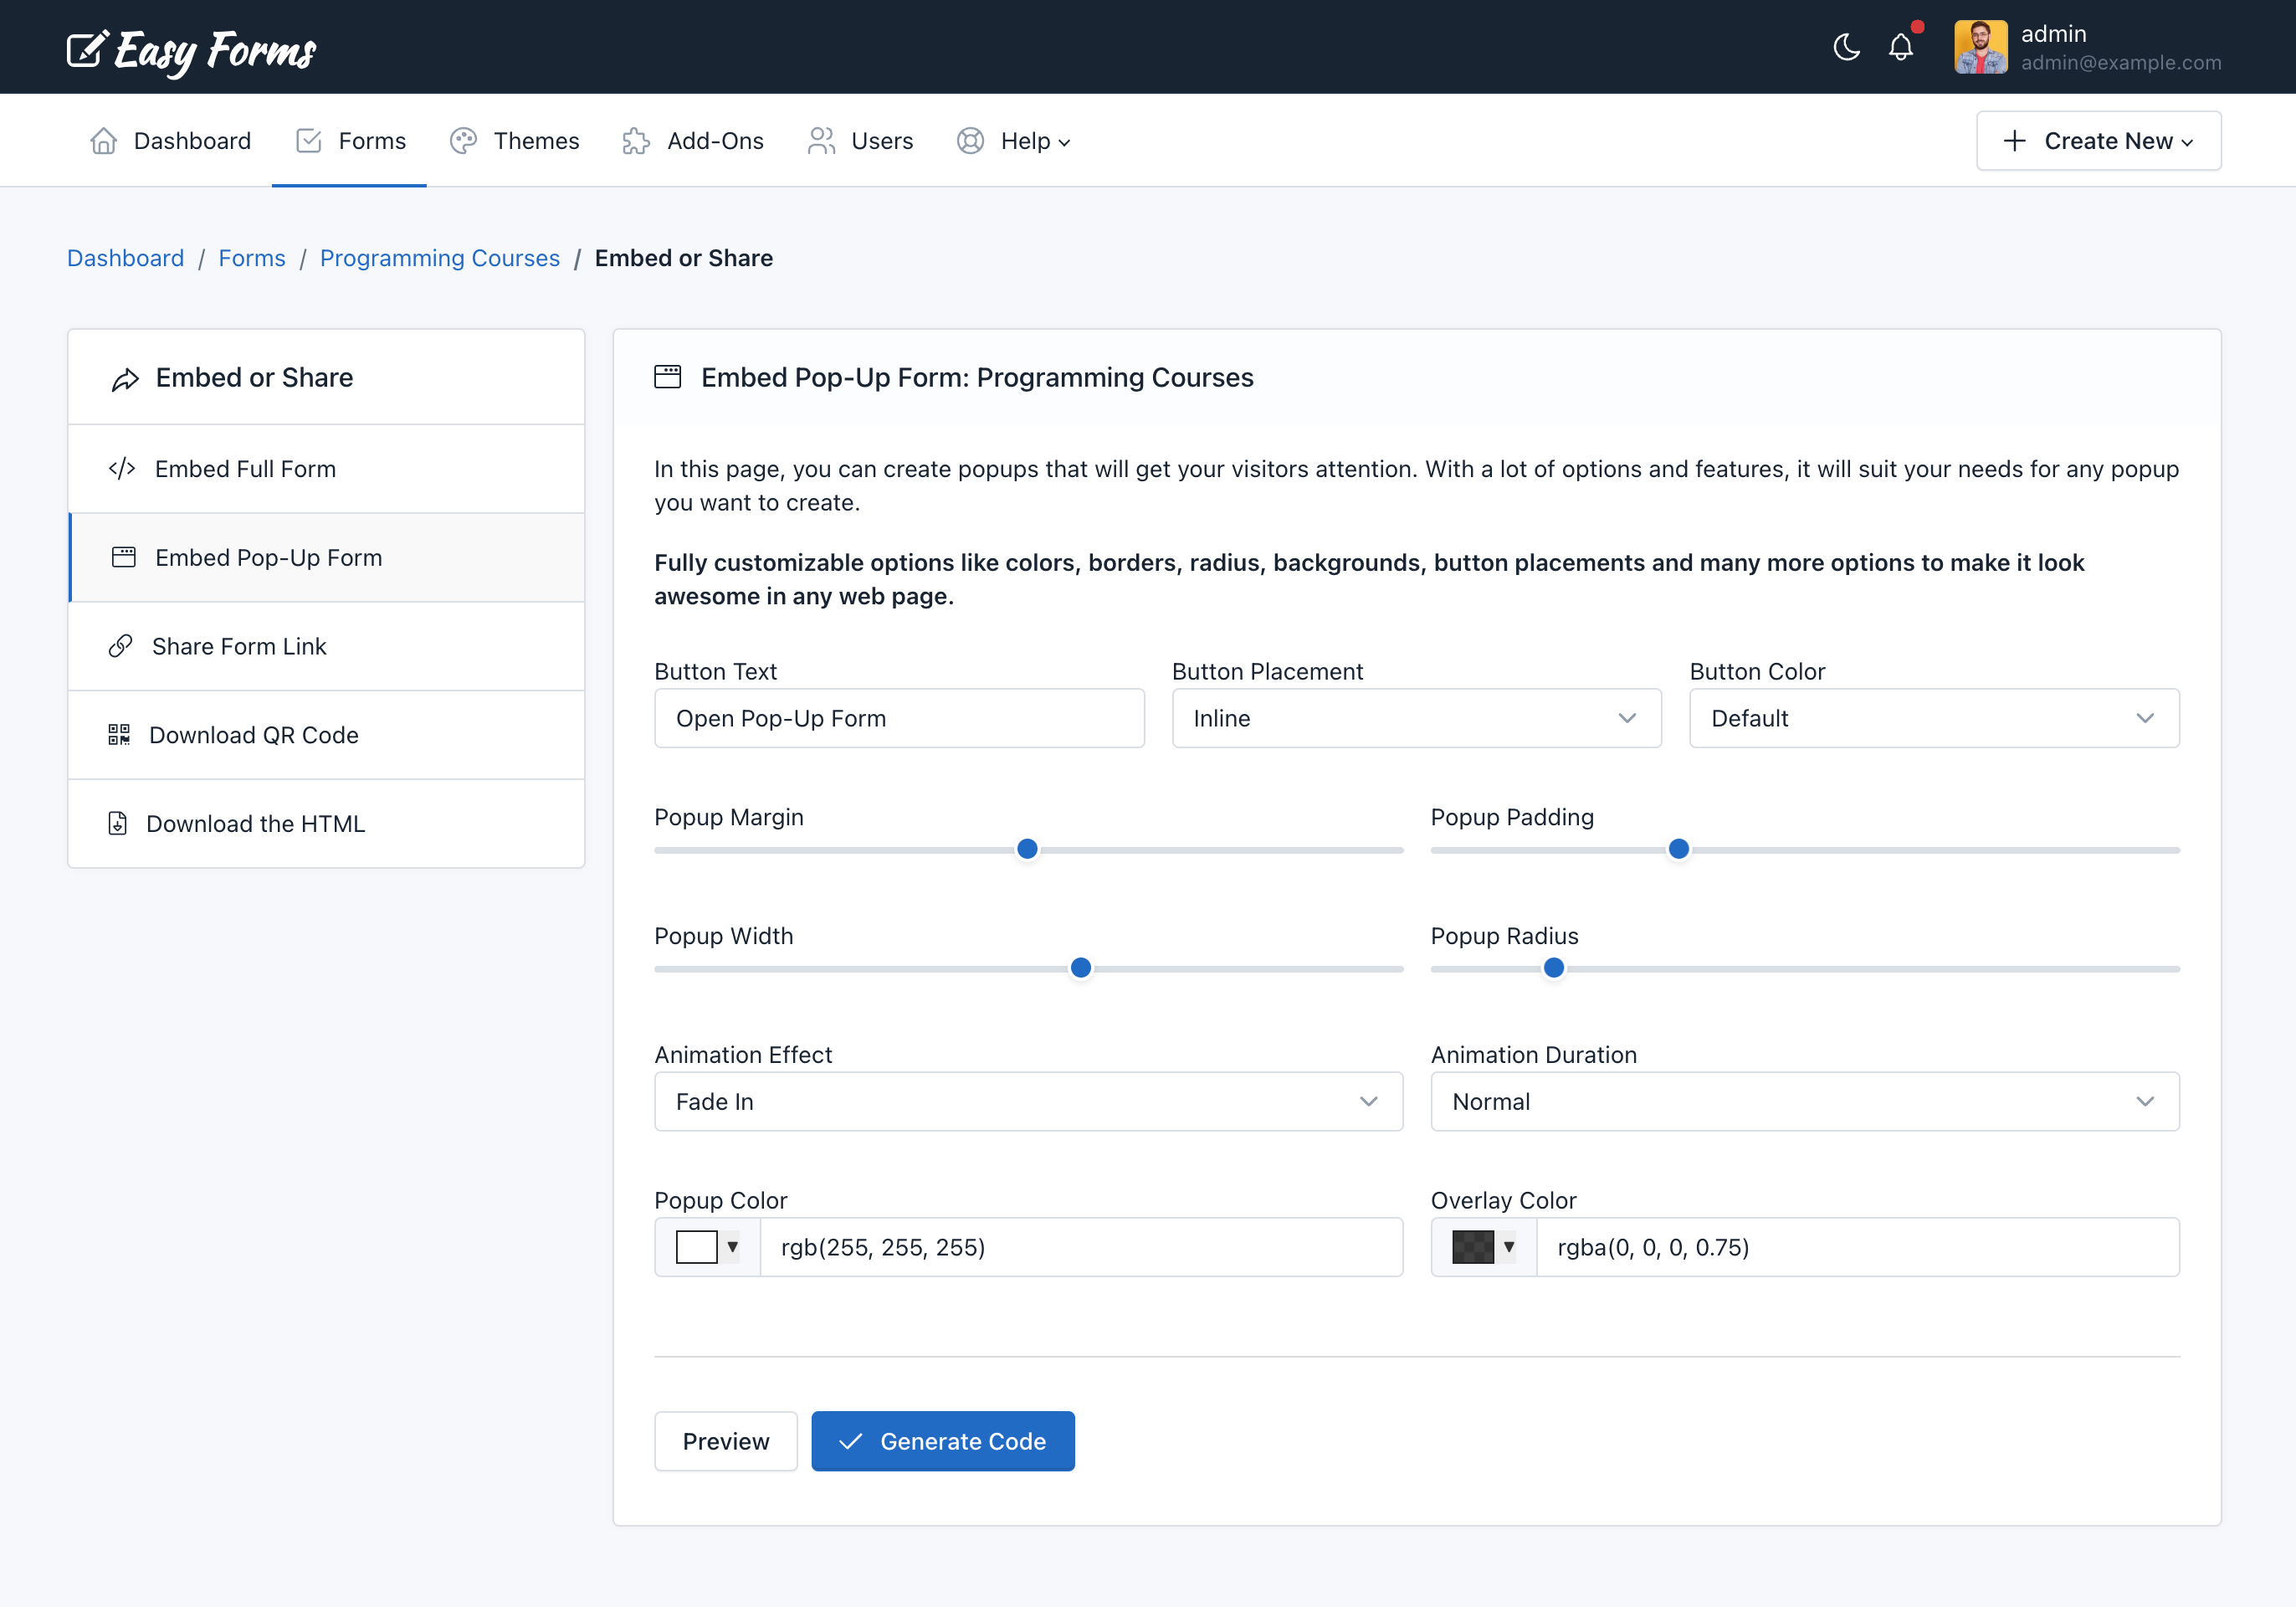 Easy Forms
admin
admin@example.com
Dashboard
Forms
Themes
Add-Ons
Users
Help
Create New
Dashboard / Forms / Programming Courses / Embed or Share
Embed or Share
Embed Full Form
Embed Pop-Up Form
Share Form Link
Download QR Code
Download the HTML
Embed Pop-Up Form: Programming Courses
In this page, you can create popups that will get your visitors attention. With a lot of options and features, it will suit your needs for any popup
you want to create.
Fully customizable options like colors, borders, radius, backgrounds, button placements and many more options to make it look
awesome in any web page.
Button Text
Open Pop-Up Form
Button Placement
Inline
Button Color
Default
Popup Margin
Popup Padding
Popup Width
Popup Radius
Animation Effect
Fade In
Animation Duration
Normal
Popup Color
rgb(255, 255, 255)
Overlay Color
rgba(0, 0, 0, 0.75)
Preview
Generate Code